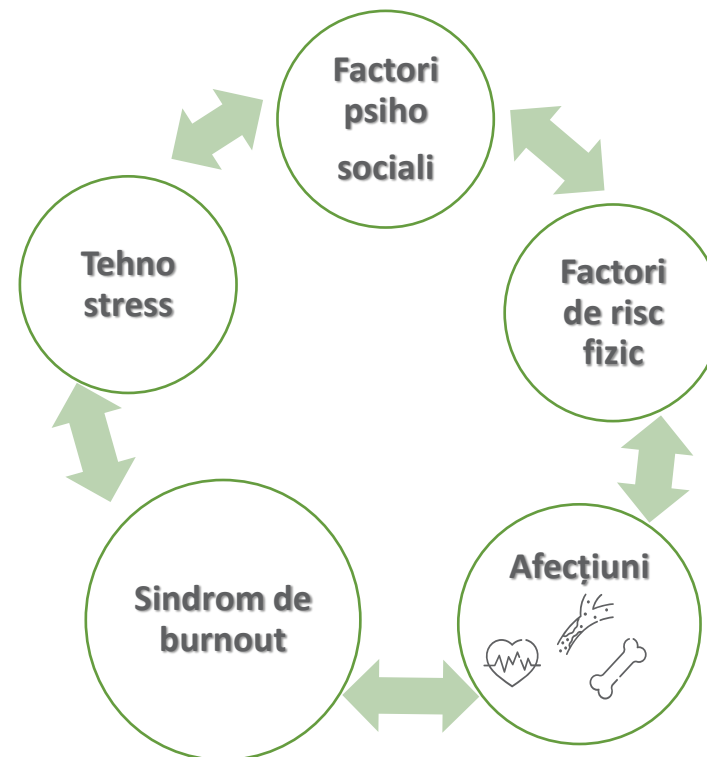 Factori
psiho
sociali
Tehno
stress
Factori
de risc
fizic
Afecțiuni
Sindrom de
burnout